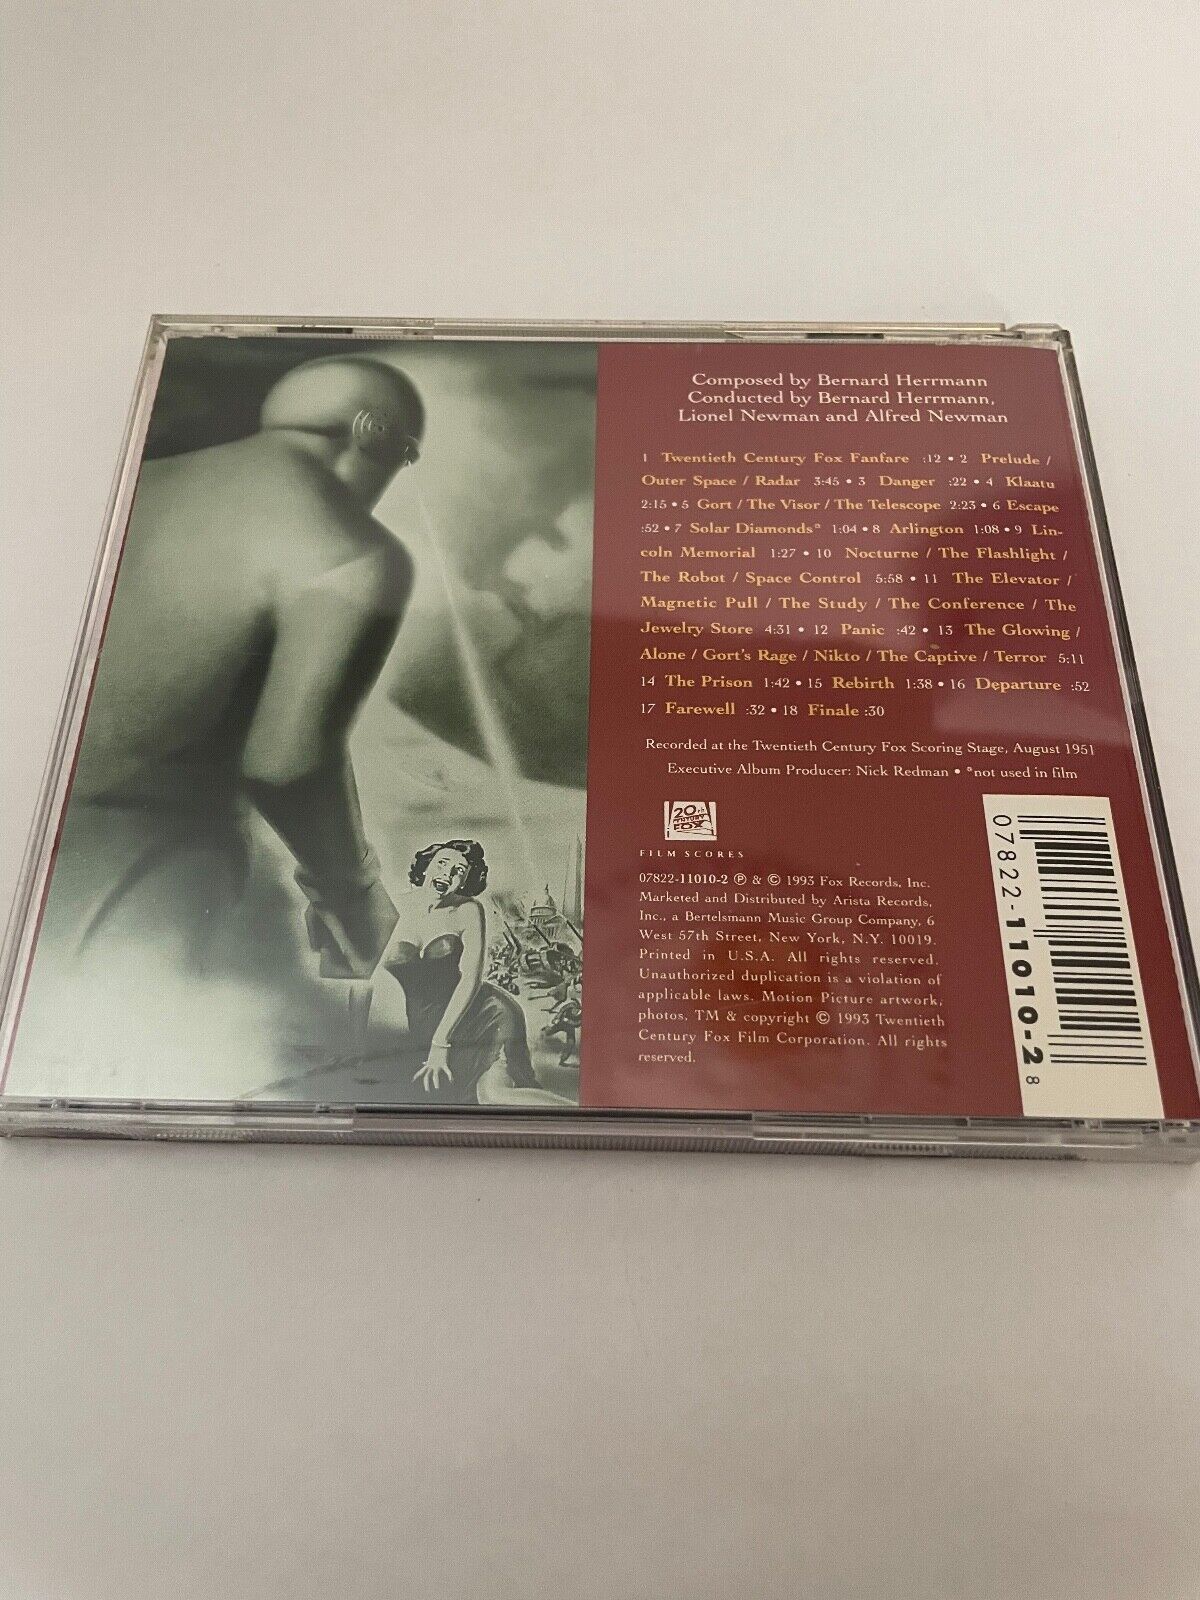 Composed by Bernard Herrmann
Conducted by Bernard Herrmann,
Lionel Newman and Alfred Newman
1 Twentieth Century Fox Fanfare :12 • 2 Prelude /
Outer Space / Radar 3:45 • 3 Danger :22 • 4 Klaatu
2:15 • 5 Gort / The Visor / The Telescope 2:23 • 6 Escape
:52 • 7 Solar Diamonds* 1:04 • 8 Arlington 1:08 • 9 Lin-
coln Memorial 1:27 • 10 Nocturne / The Flashlight /
The Robot / Space Control 5:58 • 11 The Elevator /
Magnetic Pull / The Study / The Conference / The
Jewelry Store 4:31 • 12 Panic :42 • 13 The Glowing /
Alone / Gort's Rage / Nikto / The Captive / Terror 5:11
14 The Prison 1:42 • 15 Rebirth 1:38 • 16 Departure :52
17 Farewell :32 • 18 Finale :30
Recorded at the Twentieth Century Fox Scoring Stage, August 1951
Executive Album Producer: Nick Redman • *not used in film
20th
CENTURY
FOX
FILM SCORES
07822-11010-2 ℗ & © 1993 Fox Records, Inc.
Marketed and Distributed by Arista Records,
Inc., a Bertelsmann Music Group Company, 6
West 57th Street, New York, N.Y. 10019.
Printed in U.S.A. All rights reserved.
Unauthorized duplication is a violation of
applicable laws. Motion Picture artwork,
photos, TM & copyright © 1993 Twentieth
Century Fox Film Corporation. All rights
reserved.
07822-11010-2 8